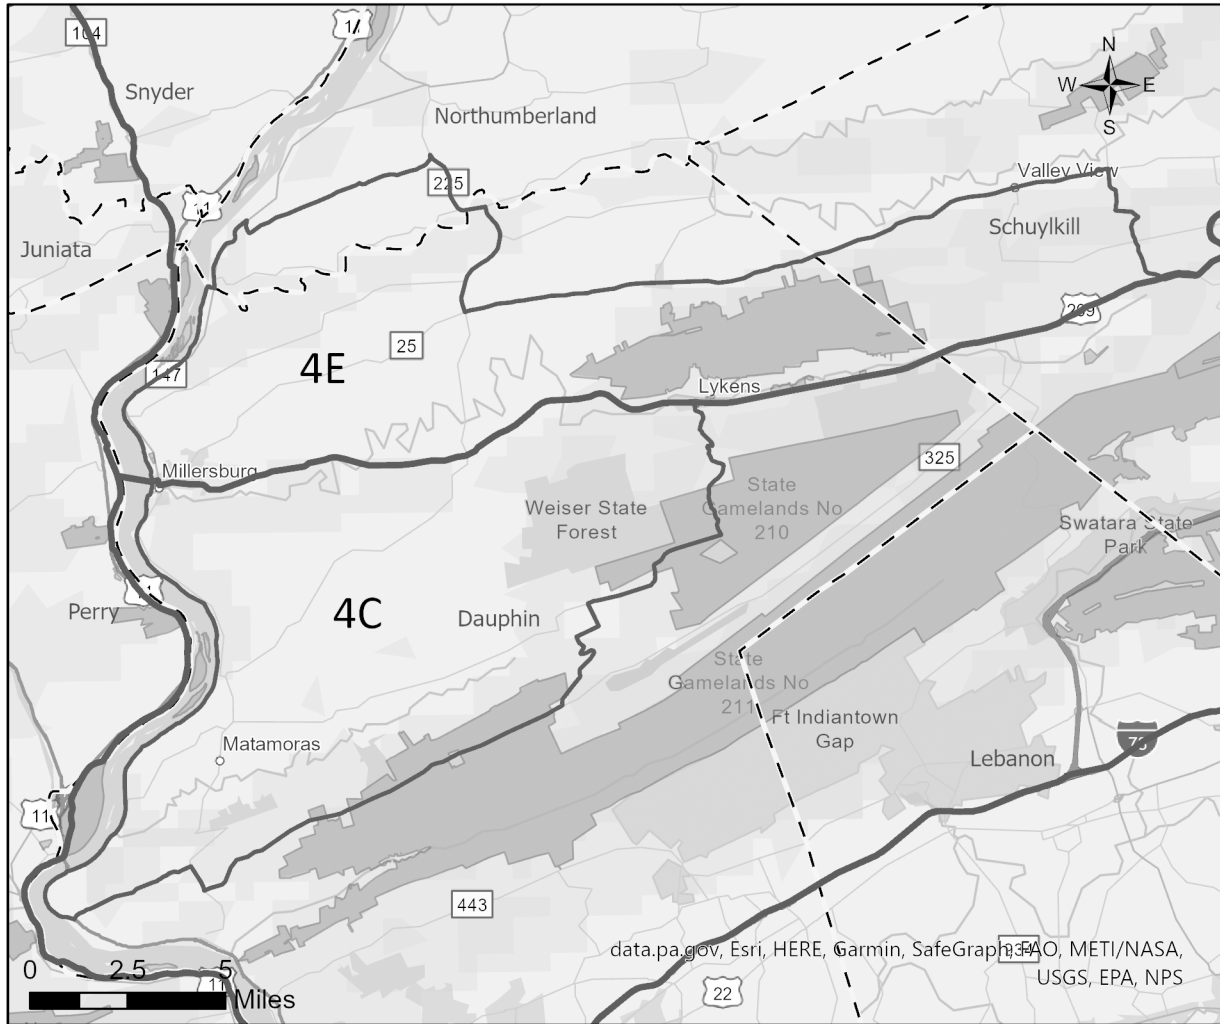 104
11
N
W E
S
Snyder
Northumberland
Valley View
225
11
Schuylkill
Juniata
209
25
4E
147
Lykens
325
Millersburg
State
Gamelands No
210
Weiser State
Forest
Swatara State
Park
Perry
4C
Dauphin
State
Gamelands No
211
Ft Indiantown
Gap
Matamoras
Lebanon
11
443
data.pa.gov, Esri, HERE, Garmin, SafeGraph, FAO, METI/NASA,
USGS, EPA, NPS
0 2.5 5
11
Miles
22